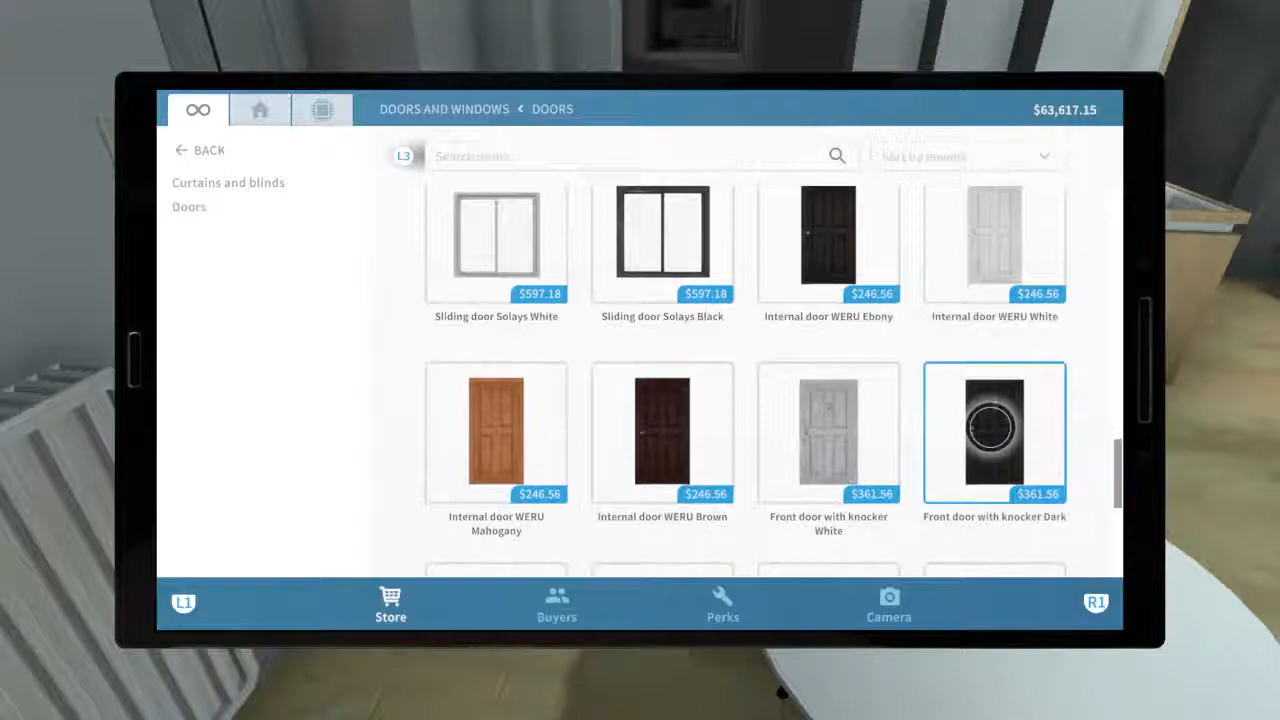 DOORS AND WINDOWS < DOORS
$63,617.15
BACK
L3
Search items
Curtains and blinds
Doors
$597.18
$597.18
$246.56
$246.56
Sliding door Solays White
Sliding door Solays Black
Internal door WERU Ebony
Internal door WERU White
$246.56
$246.56
$361.56
$361.56
Internal door WERU
Mahogany
Internal door WERU Brown
Front door with knocker
White
Front door with knocker Dark
L1
Store
Buyers
Perks
Camera
R1